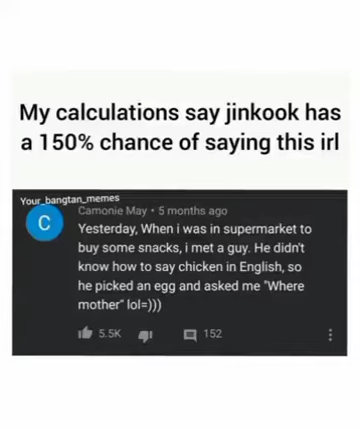 My calculations say jinkook has
a 150% chance of saying this irl
Your_bangtan_memes
C
Camonie May • 5 months ago
Yesterday, When i was in supermarket to
buy some snacks, i met a guy. He didn't
know how to say chicken in English, so
he picked an egg and asked me "Where
mother" lol=)))
5.5K
152